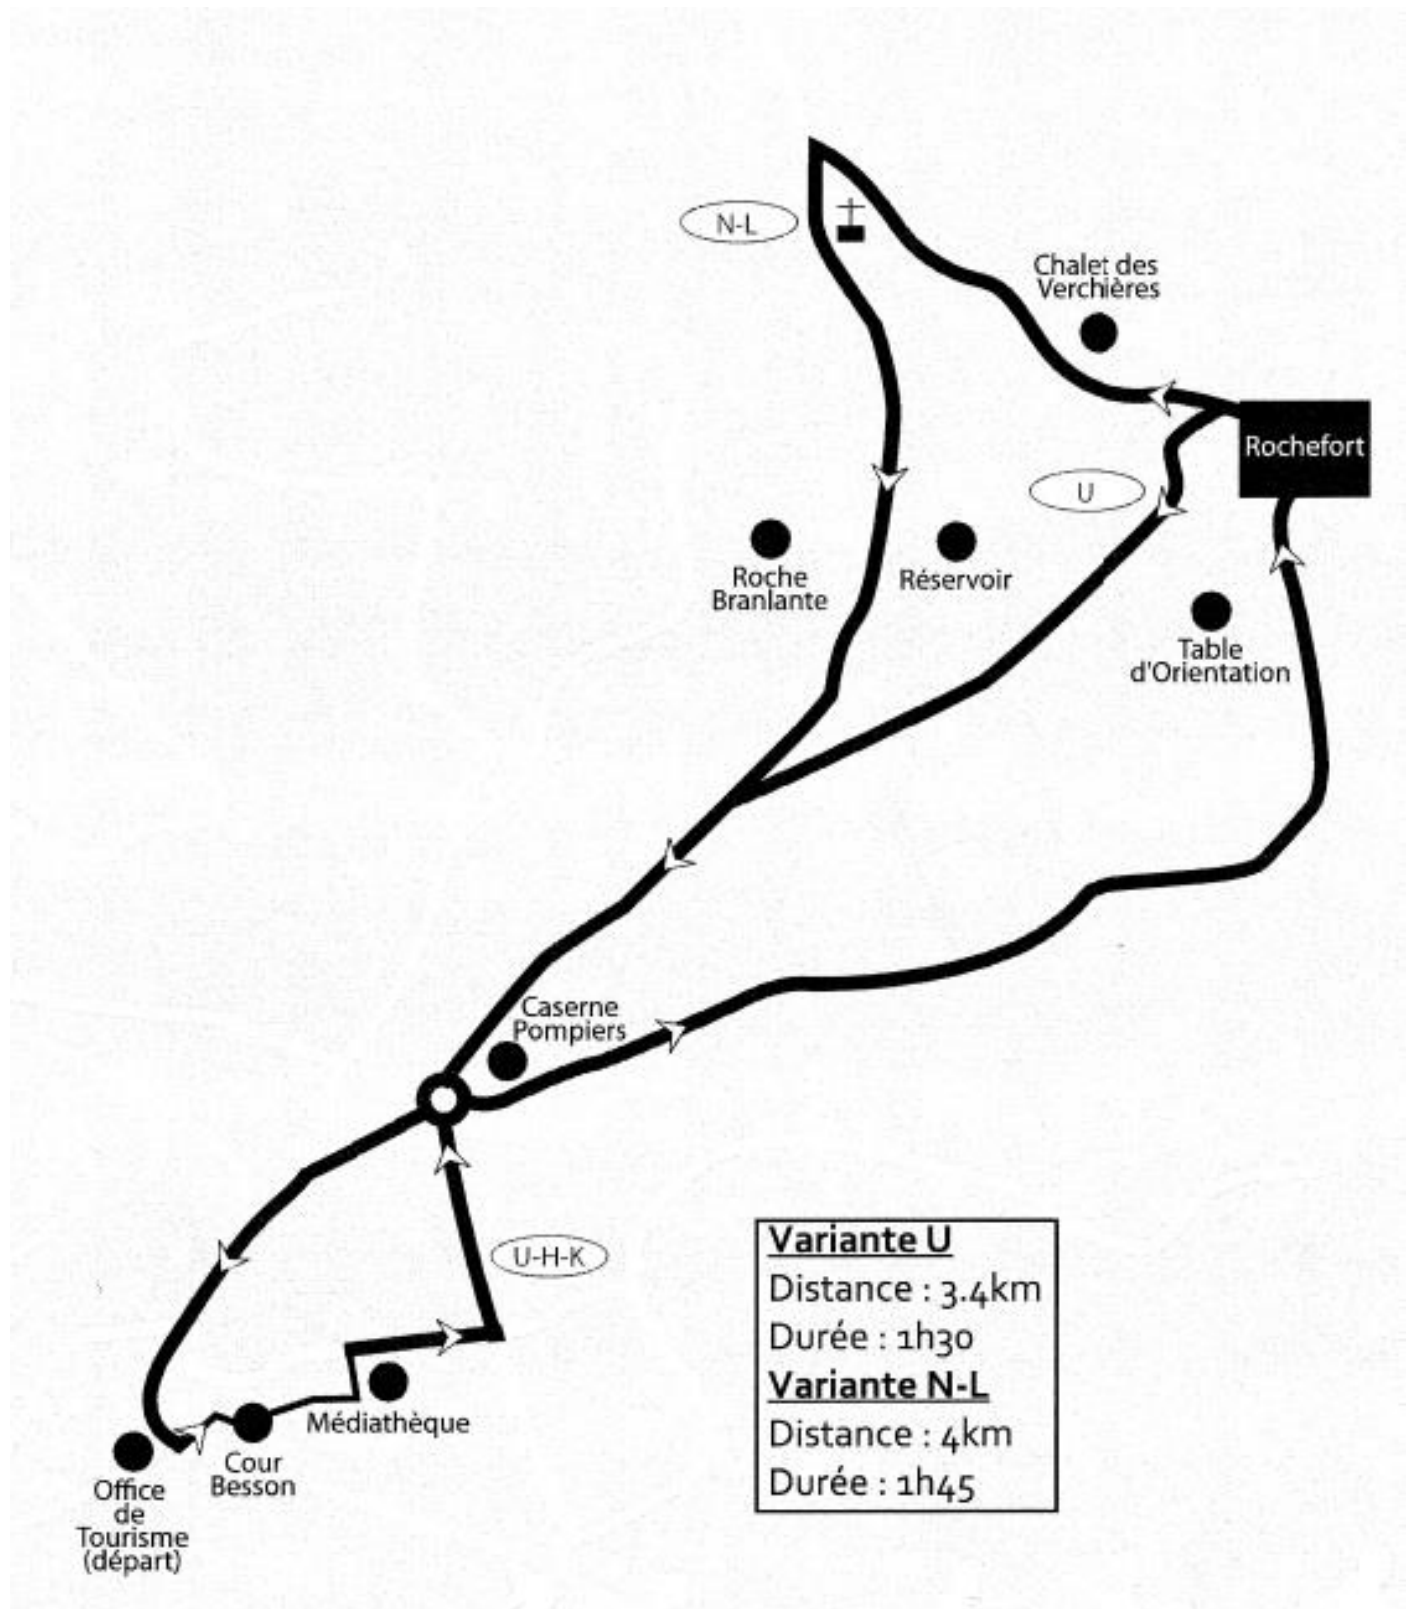 N-L
Chalet des
Verchières
Rochefort
U
Roche
Branlante
Réservoir
Table
d'Orientation
Caserne
Pompiers
U-H-K
Médiathèque
Cour
Besson
Office
de
Tourisme
(départ)
Variante U
Distance : 3.4km
Durée : 1h30
Variante N-L
Distance : 4km
Durée : 1h45